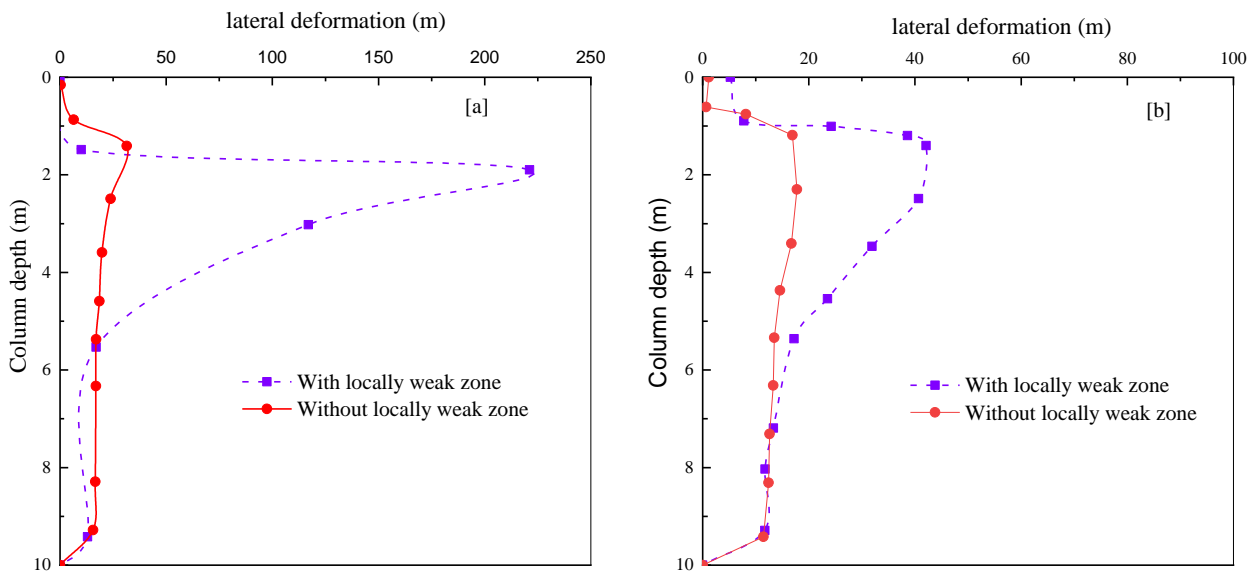 lateral deformation (m)
0 50 100 150 200 250
[a]
0
2
4
6
8
10
Column depth (m)
With locally weak zone
Without locally weak zone
lateral deformation (m)
0 20 40 60 80 100
[b]
0
2
4
6
8
10
Column depth (m)
With locally weak zone
Without locally weak zone